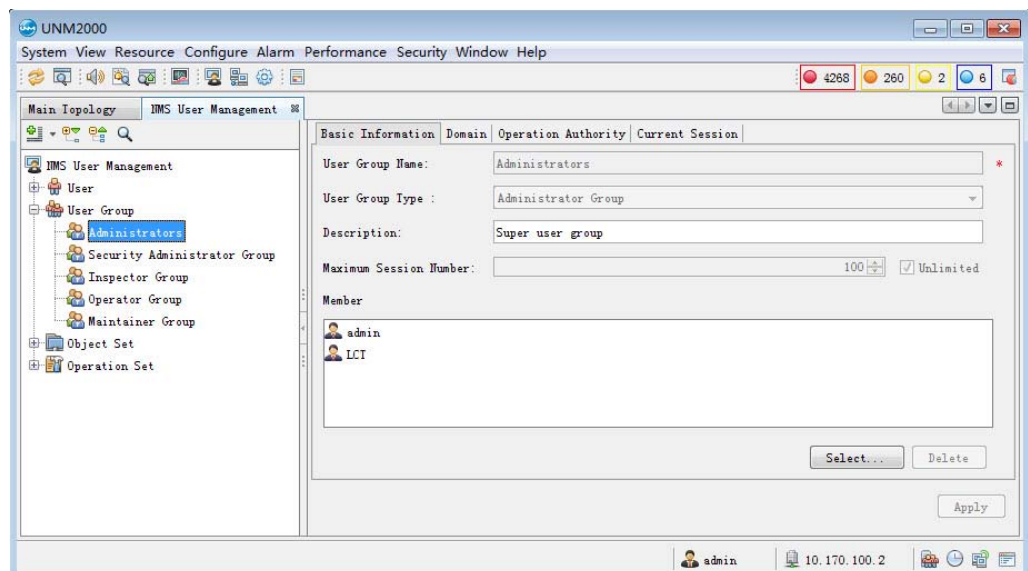 UNM2000
System View Resource Configure Alarm Performance Security Window Help
4268 260 2 6
Main Topology NMS User Management
Basic Information Domain Operation Authority Current Session
NMS User Management
User
User Group
Administrators
Security Administrator Group
Inspector Group
Operator Group
Maintainer Group
Object Set
Operation Set
User Group Name: Administrators *
User Group Type : Administrator Group
Description: Super user group
Maximum Session Number: 100 Unlimited
Member
admin
LCT
Select... Delete
Apply
admin 10.170.100.2